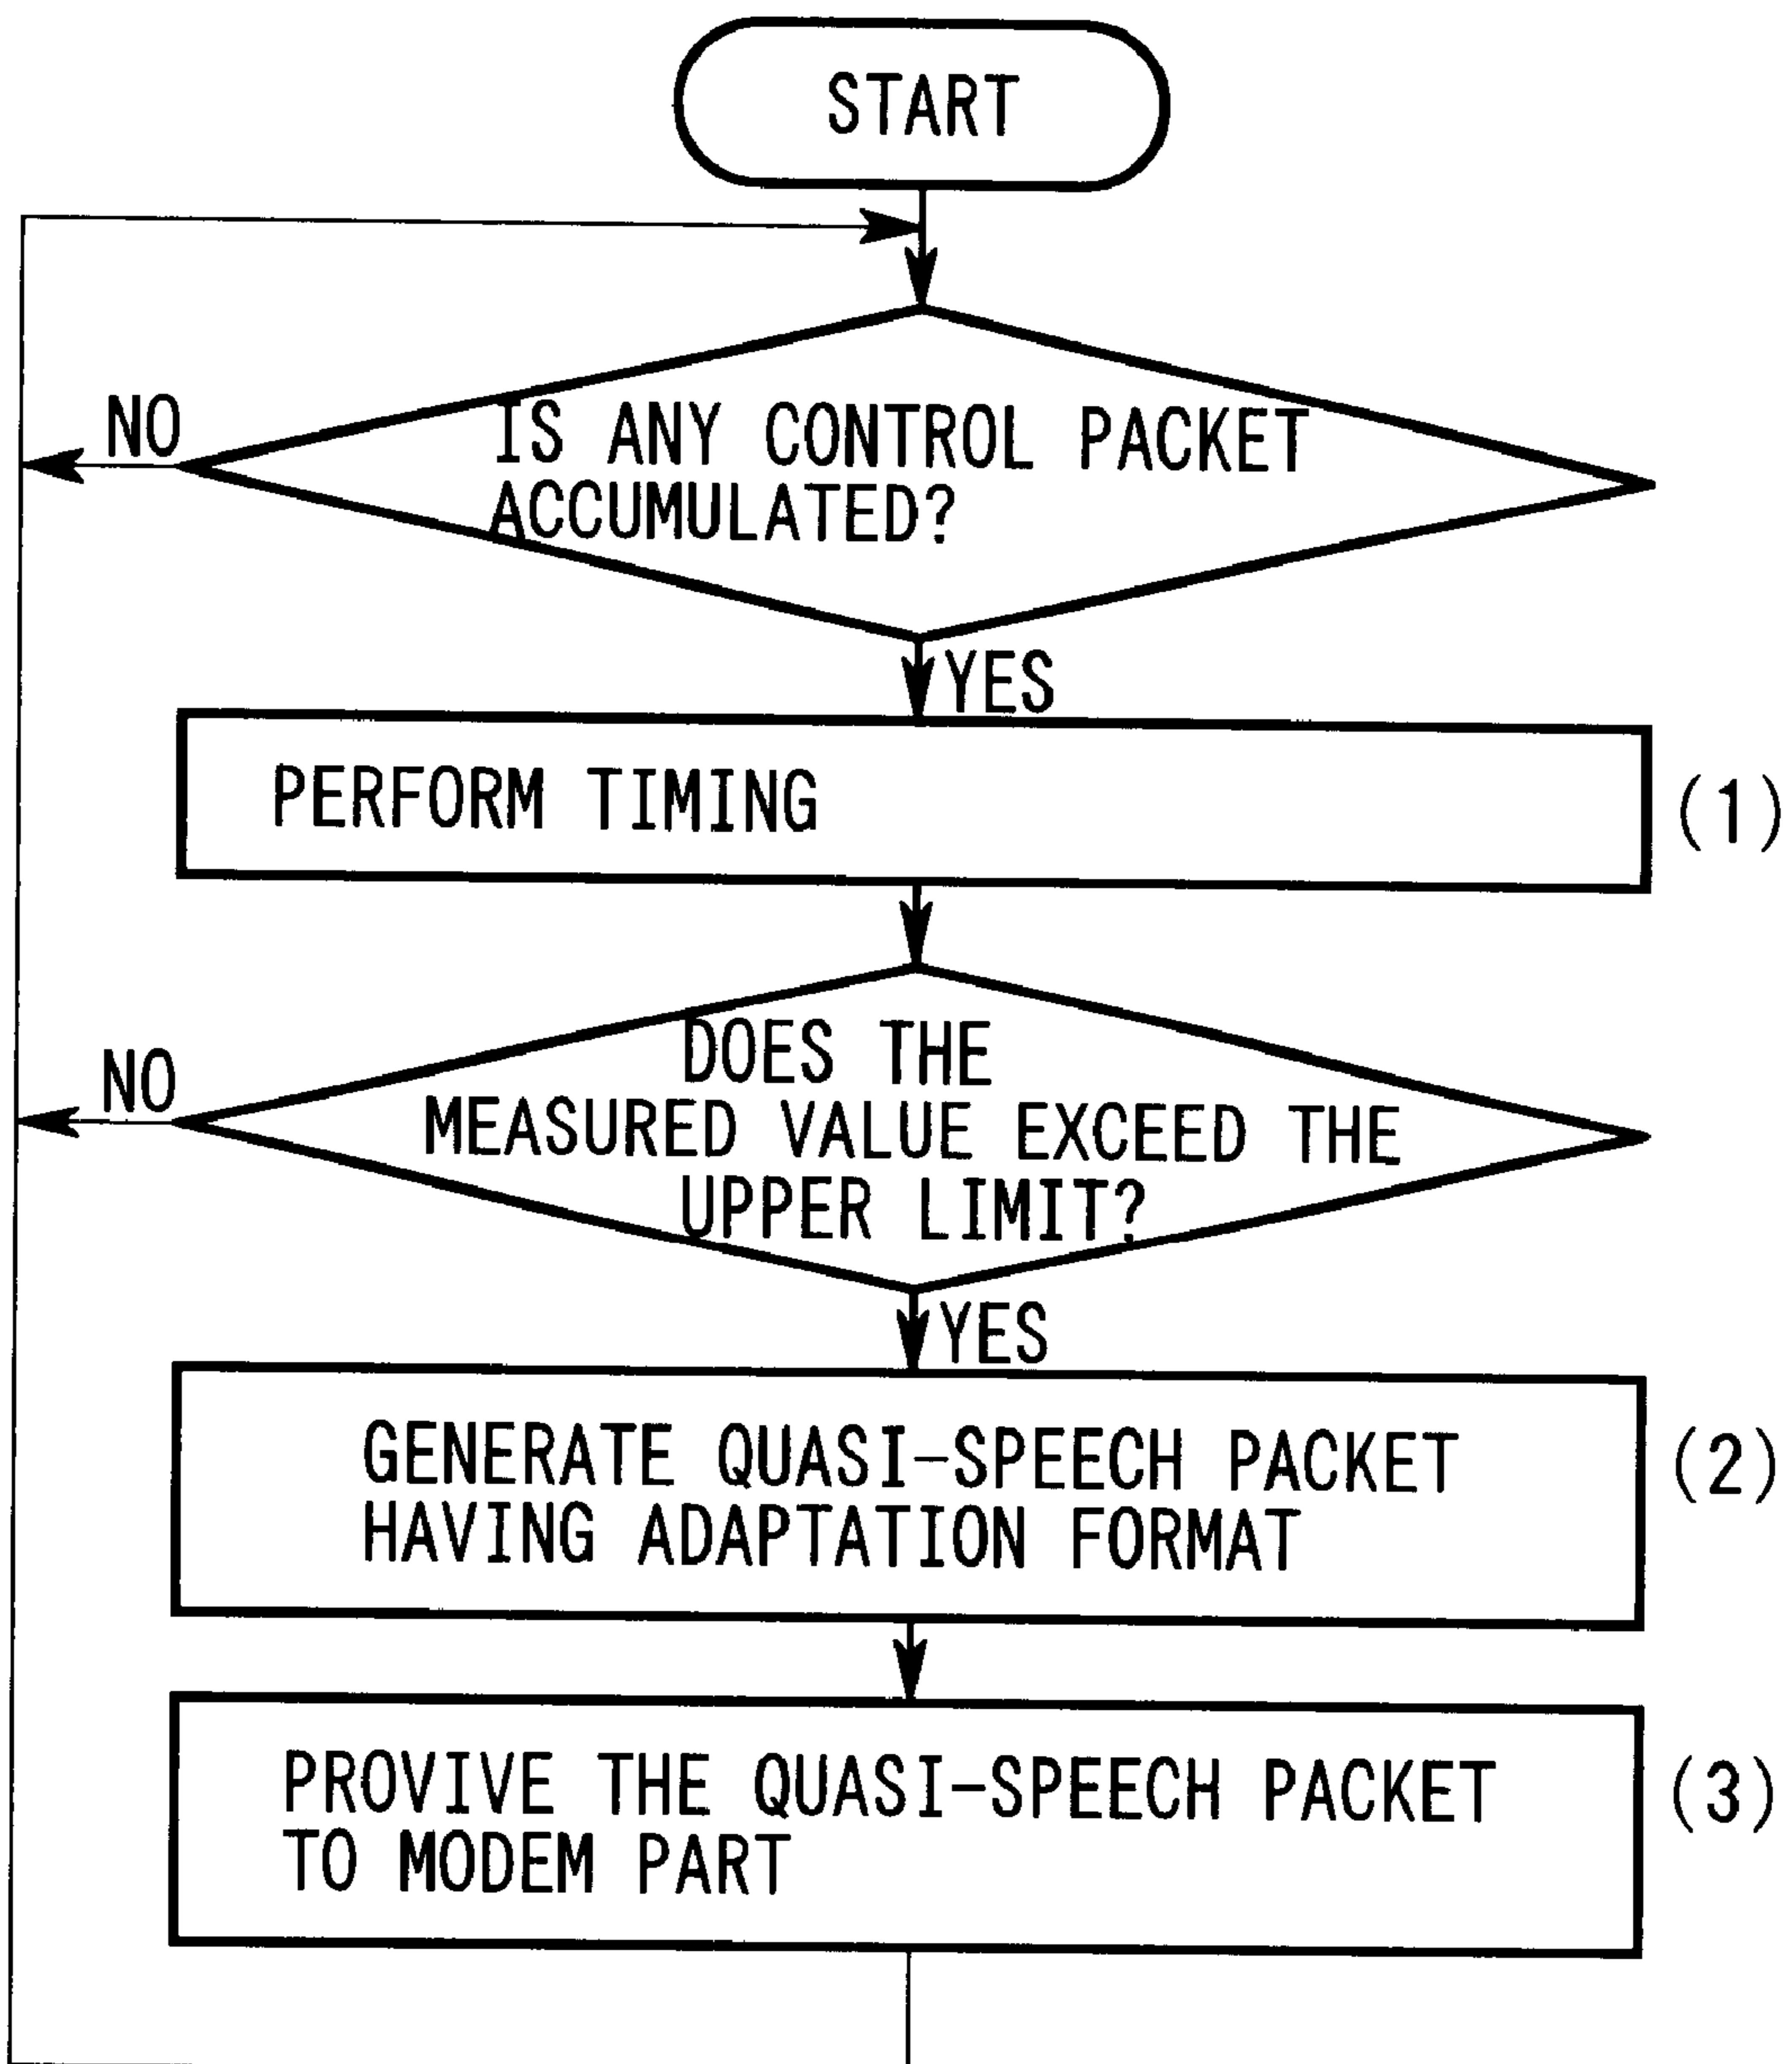 START
NO
IS ANY CONTROL PACKET
ACCUMULATED?
YES
PERFORM TIMING
(1)
DOES THE
NO
MEASURED VALUE EXCEED THE
UPPER LIMIT?
YES
GENERATE QUASI-SPEECH PACKET
(2)
HAVING ADAPTATION FORMAT
PROVIVE THE QUASI-SPEECH PACKET
(3)
TO MODEM PART